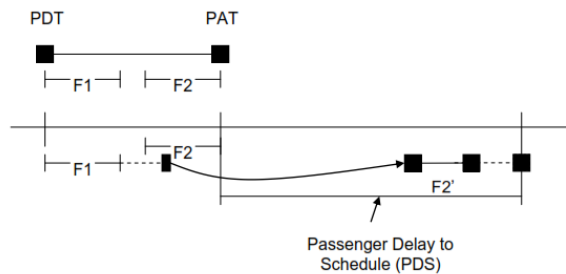 PDT PAT
F1 F2
F2
F1
F2'
Passenger Delay to
Schedule (PDS)